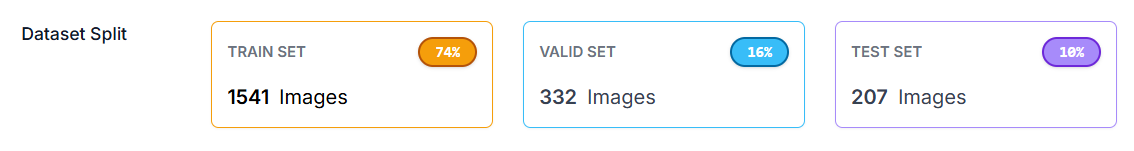 Dataset Split
TRAIN SET 74%
1541 Images
VALID SET 16%
332 Images
TEST SET 10%
207 Images